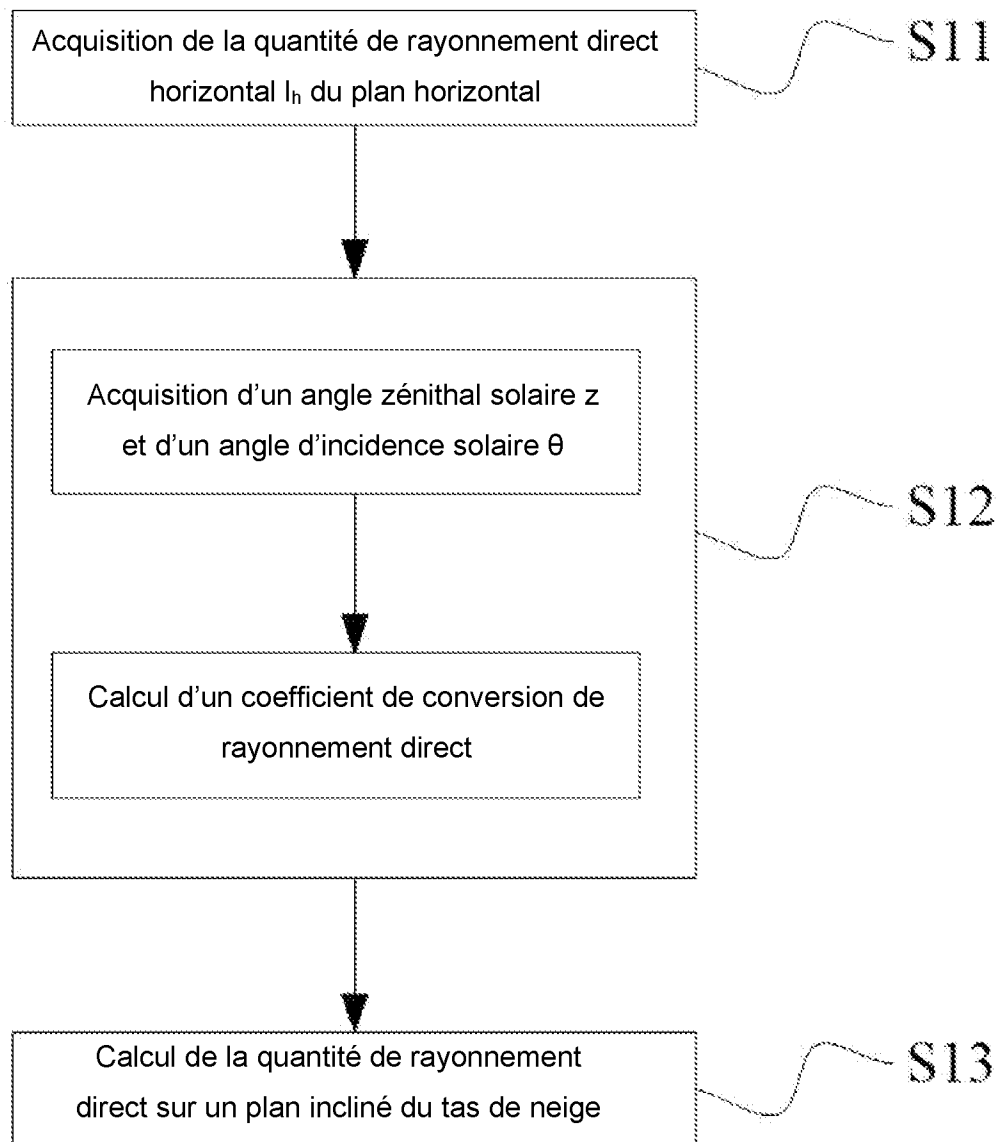 Acquisition de la quantité de rayonnement direct
horizontal Iₕ du plan horizontal
S11
Acquisition d’un angle zénithal solaire z
et d’un angle d’incidence solaire θ
S12
Calcul d’un coefficient de conversion de
rayonnement direct
Calcul de la quantité de rayonnement
direct sur un plan incliné du tas de neige
S13